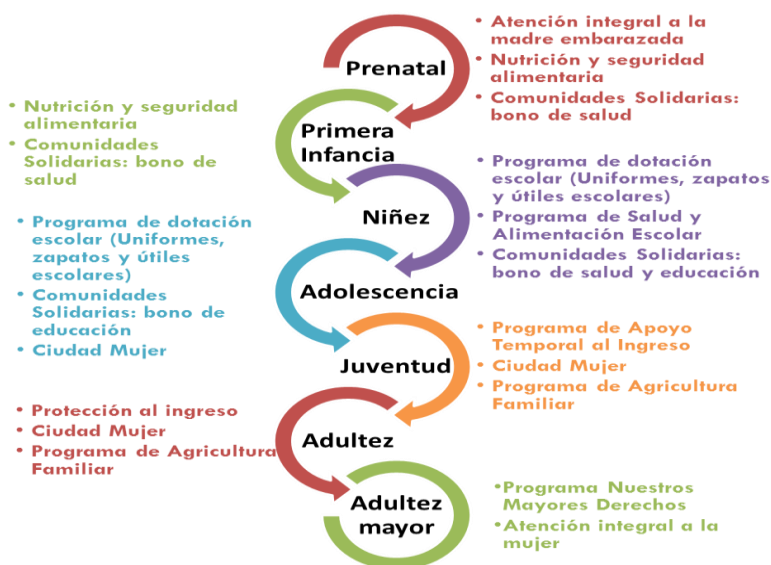 Prenatal
• Atención integral a la
madre embarazada
• Nutrición y seguridad
alimentaria
• Comunidades Solidarias:
bono de salud
Primera
Infancia
• Nutrición y seguridad
alimentaria
• Comunidades
Solidarias: bono de
salud
Niñez
• Programa de dotación
escolar (Uniformes, zapatos
y útiles escolares)
• Programa de Salud y
Alimentación Escolar
• Comunidades Solidarias:
bono de salud y educación
Adolescencia
• Programa de dotación
escolar (Uniformes,
zapatos y útiles
escolares)
• Comunidades
Solidarias: bono de
educación
• Ciudad Mujer
Juventud
• Programa de Apoyo
Temporal al Ingreso
• Ciudad Mujer
• Programa de Agricultura
Familiar
Adultez
• Protección al ingreso
• Ciudad Mujer
• Programa de Agricultura
Familiar
Adultez
mayor
•Programa Nuestros
Mayores Derechos
•Atención integral a la
mujer